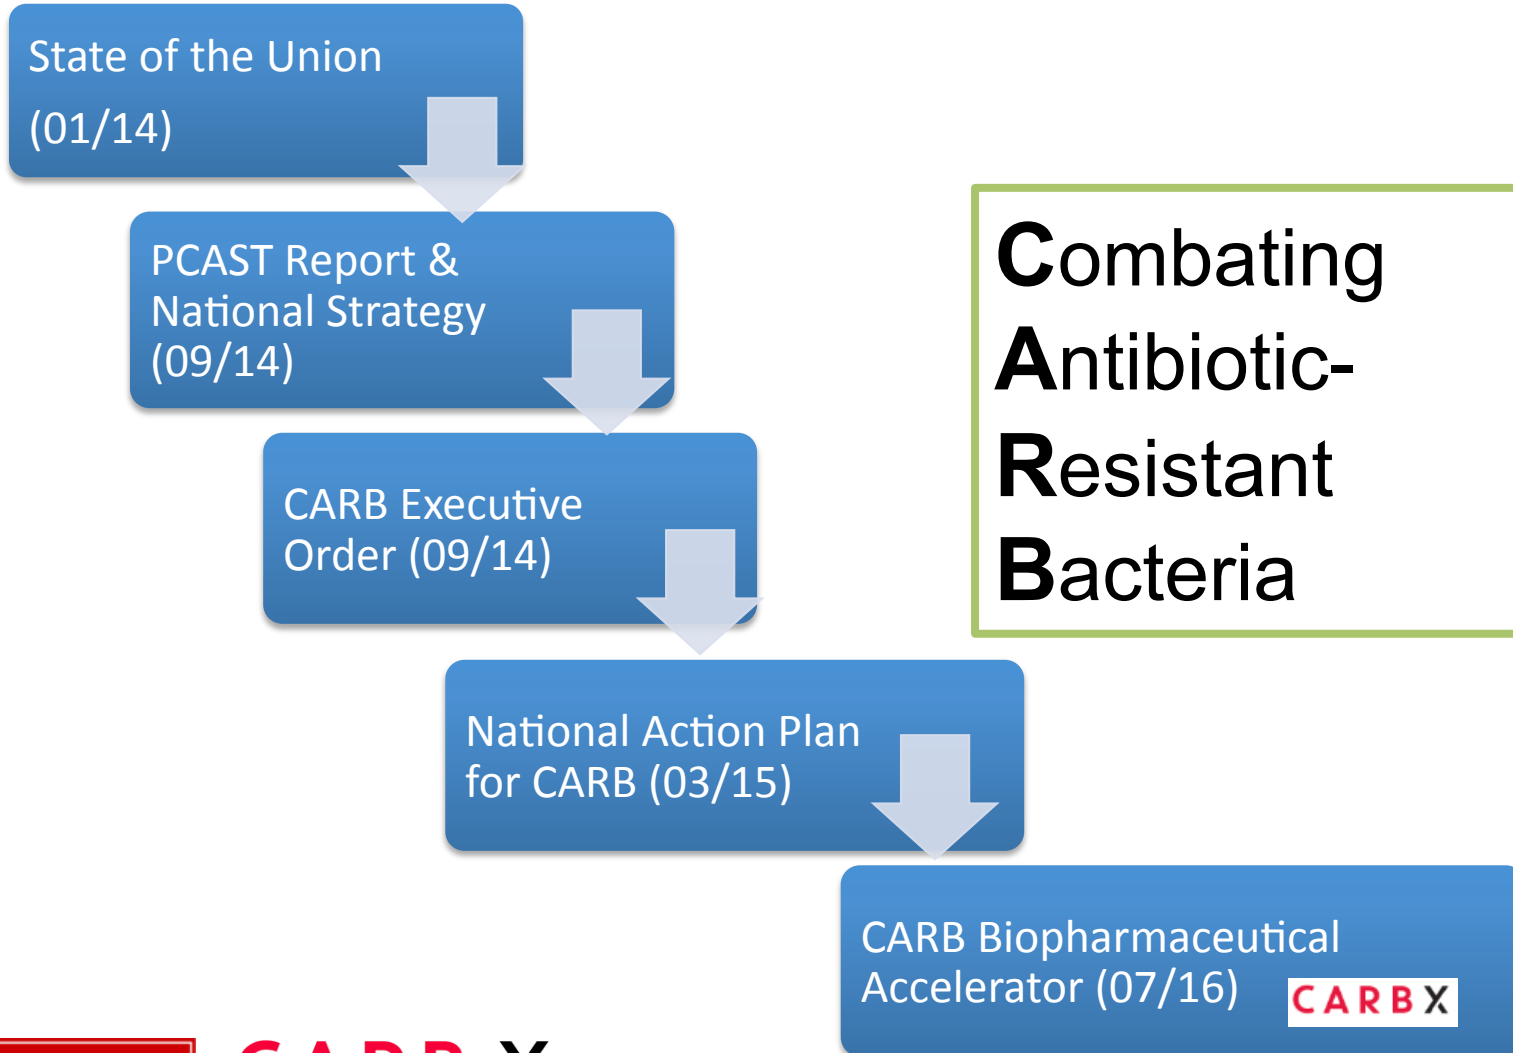 State of the Union
(01/14)
PCAST Report &
National Strategy
(09/14)
CARB Executive
Order (09/14)
National Action Plan
for CARB (03/15)
CARB Biopharmaceutical
Accelerator (07/16)
CARBX
Combating
Antibiotic-
Resistant
Bacteria
CARB X